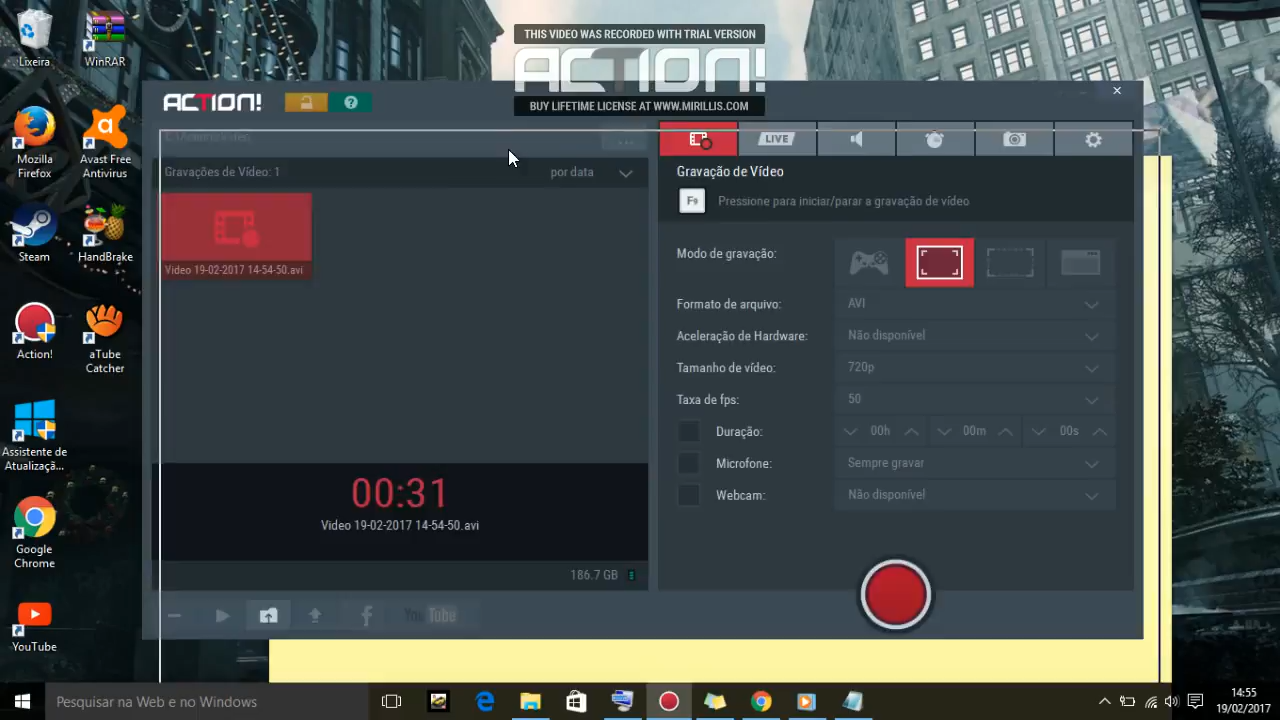 Lixeira
WinRAR
Mozilla
Firefox
Avast Free
Antivirus
Steam
HandBrake
Action!
aTube
Catcher
Assistente de
Atualizaçã...
Google
Chrome
YouTube
THIS VIDEO WAS RECORDED WITH TRIAL VERSION
ACTION!
BUY LIFETIME LICENSE AT WWW.MIRILLIS.COM
ACTION!
?
...
LIVE
Gravações de Vídeo: 1
por data
Video 19-02-2017 14-54-50.avi
00:31
Video 19-02-2017 14-54-50.avi
186.7 GB
f
You Tube
Gravação de Vídeo
F9
Pressione para iniciar/parar a gravação de vídeo
Modo de gravação:
Formato de arquivo:
AVI
Aceleração de Hardware:
Não disponível
Tamanho de vídeo:
720p
Taxa de fps:
50
Duração:
00h
00m
00s
Microfone:
Sempre gravar
Webcam:
Não disponível
Pesquisar na Web e no Windows
14:55
19/02/2017